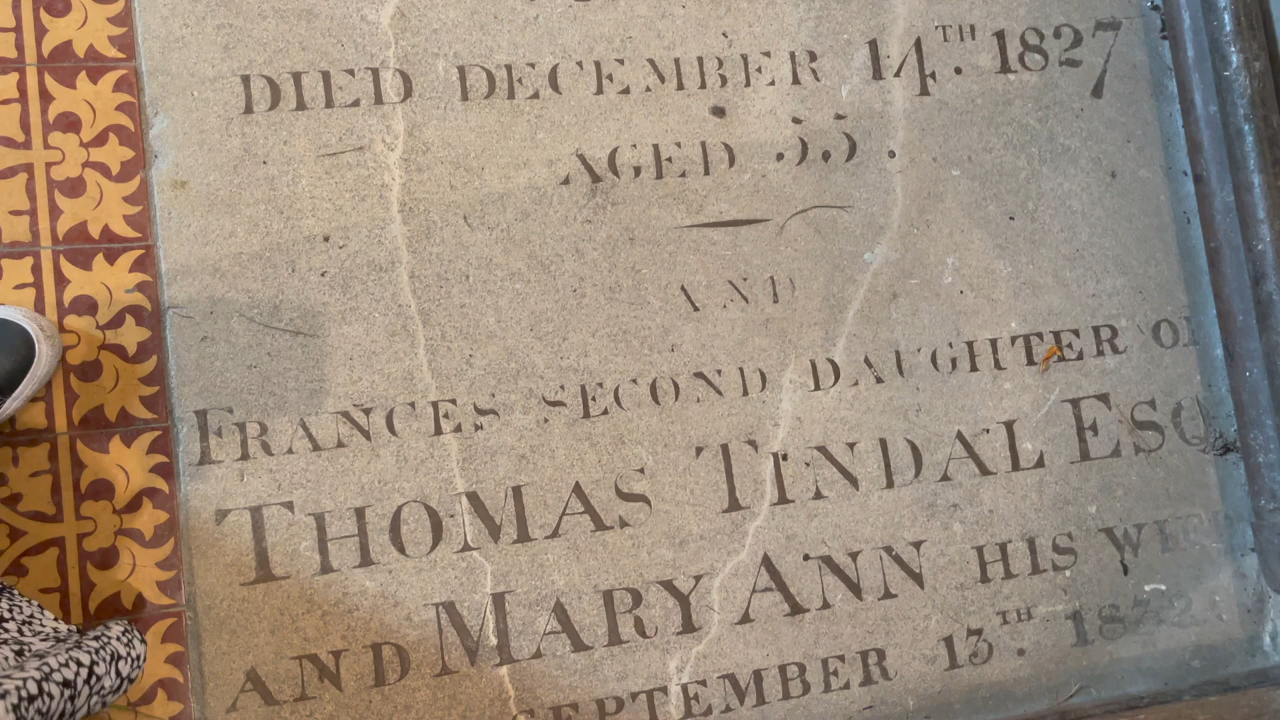 DIED DECEMBER 14TH. 1827
AGED 55.
AND
FRANCES SECOND DAUGHTER OF
THOMAS TINDAL ESQ
AND MARY ANN HIS WIFE
SEPTEMBER 13TH.